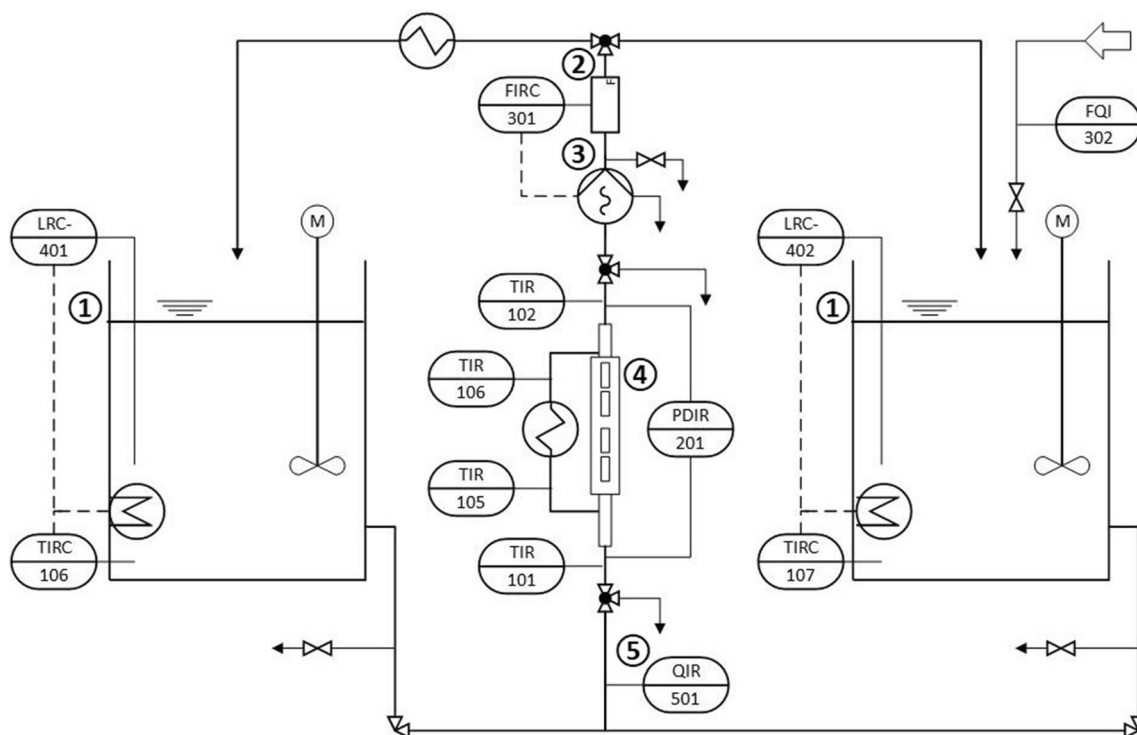 2
F
FIRC
301
FQI
302
3
LRC-
401
M
LRC-
402
M
1
TIR
102
1
TIR
106
4
PDIR
201
TIR
105
TIRC
106
TIR
101
TIRC
107
5
QIR
501